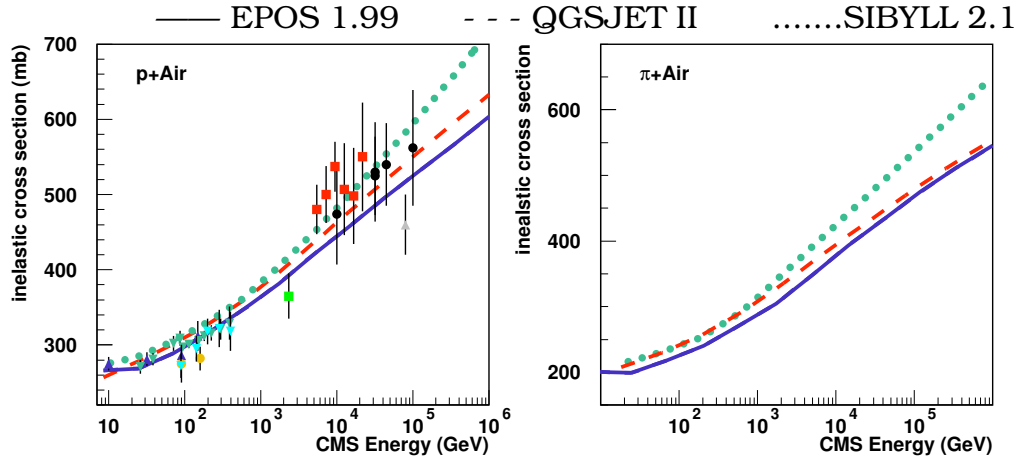 —— EPOS 1.99 - - - QGSJET II .......SIBYLL 2.1
inelastic cross section (mb)
700
600
500
400
300
p+Air
10 10² 10³ 10⁴ 10⁵ 10⁶
CMS Energy (GeV)
inealstic cross section
600
400
200
π+Air
10² 10³ 10⁴ 10⁵
CMS Energy (GeV)